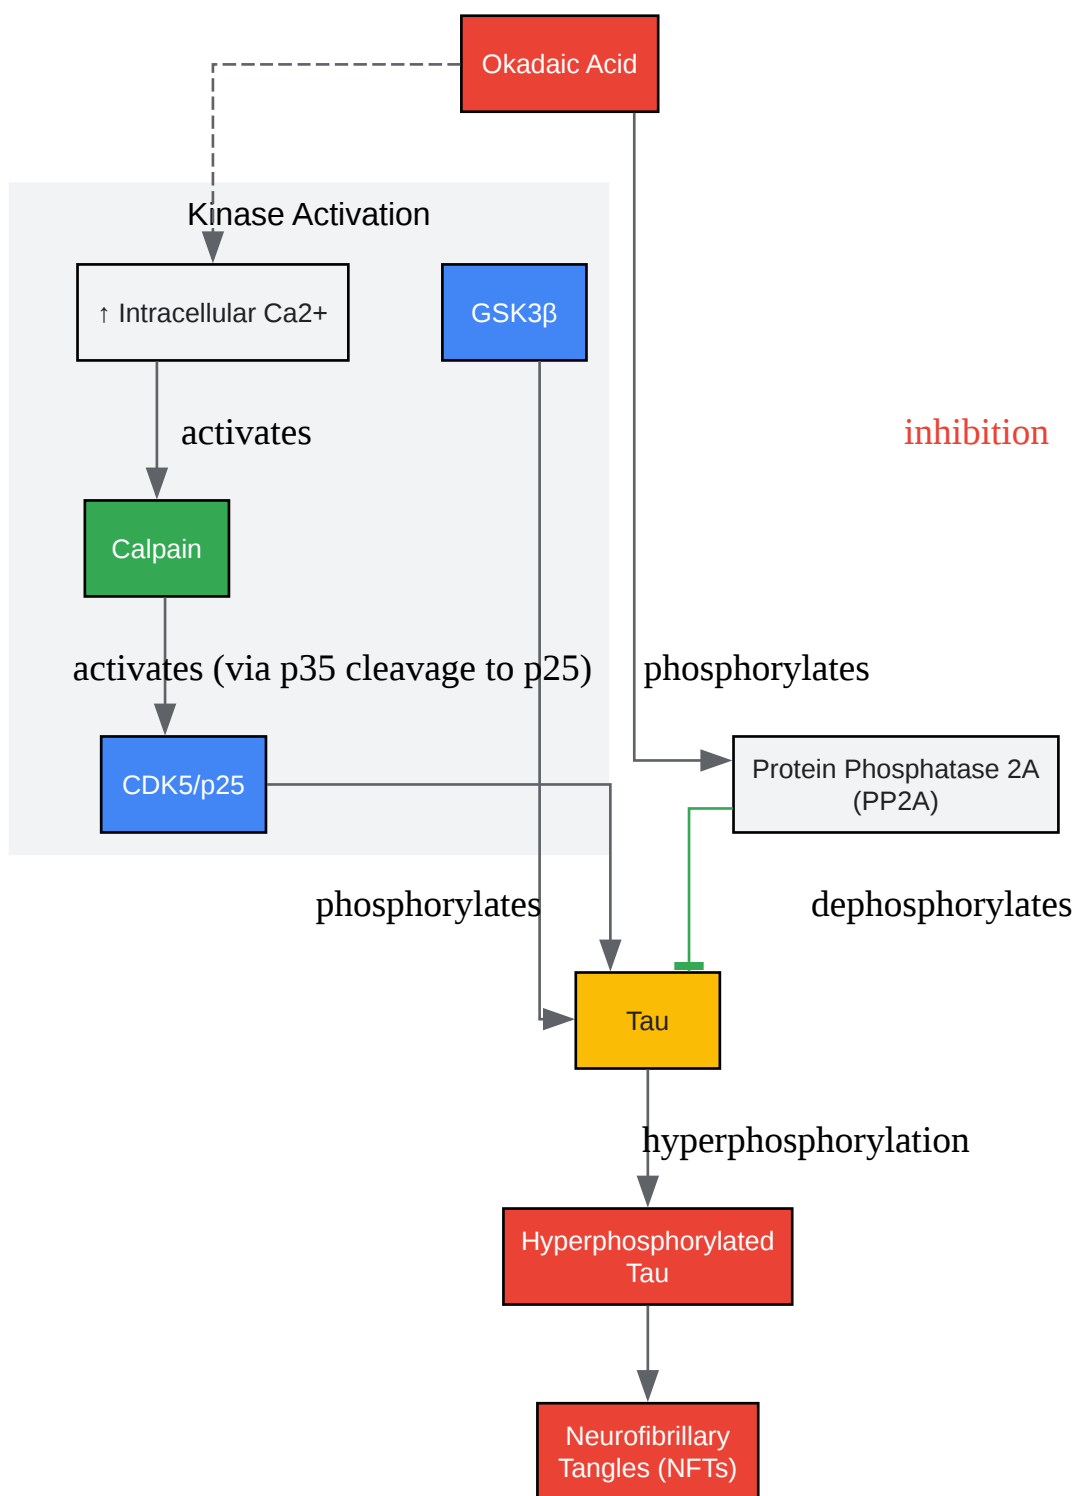 Okadaic Acid
Kinase Activation
↑ Intracellular Ca2+
GSK3β
activates
inhibition
Calpain
activates (via p35 cleavage to p25)
phosphorylates
CDK5/p25
Protein Phosphatase 2A
(PP2A)
phosphorylates
dephosphorylates
Tau
hyperphosphorylation
Hyperphosphorylated
Tau
Neurofibrillary
Tangles (NFTs)